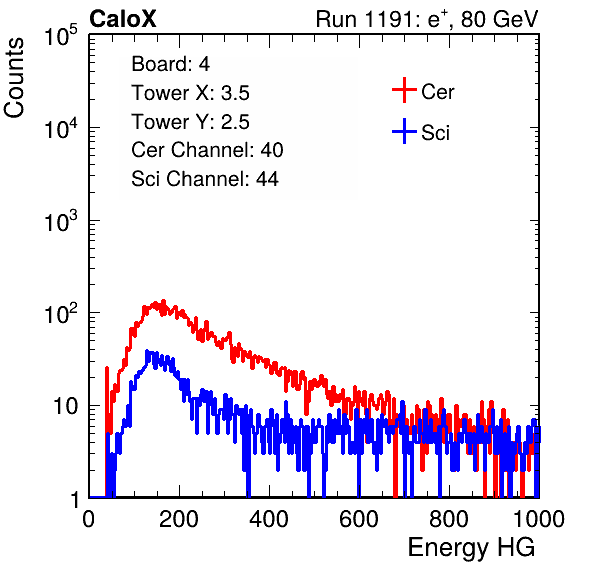 CaloX Run 1191: e⁺, 80 GeV
Counts
Board: 4
Tower X: 3.5
Tower Y: 2.5
Cer Channel: 40
Sci Channel: 44
Cer
Sci
10⁵
10⁴
10³
10²
10
1
0 200 400 600 800 1000
Energy HG